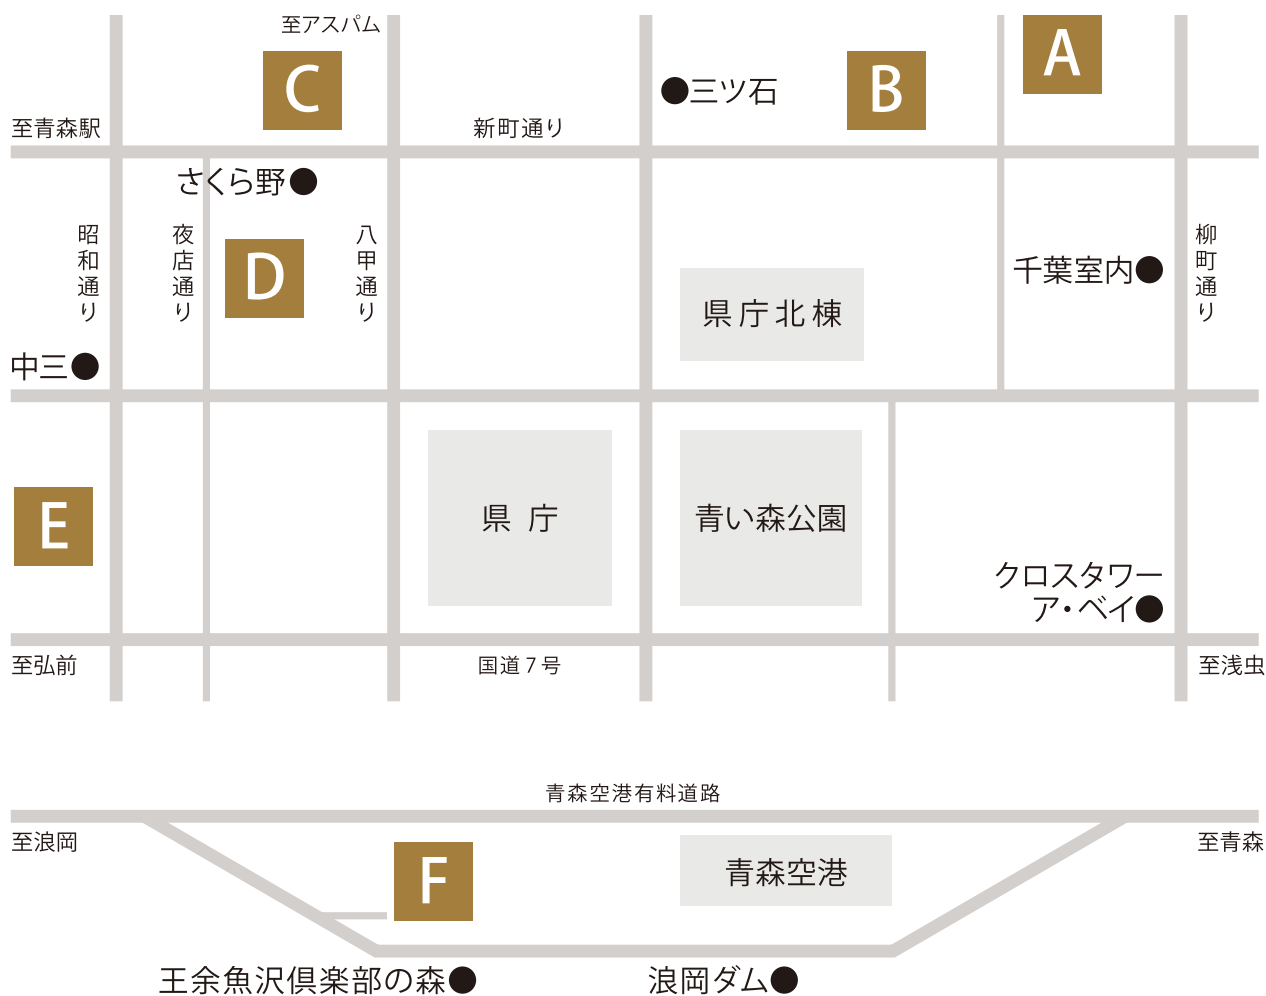 至アスパム
A
C
B
●三ツ石
至青森駅
新町通り
さくら野●
昭和通り
夜店通り
八甲通り
柳町通り
D
千葉室内●
県庁北棟
中三●
E
県庁
青い森公園
クロスタワー
ア・ベイ●
至弘前
国道7号
至浅虫
青森空港有料道路
至浪岡
至青森
F
青森空港
王余魚沢倶楽部の森●
浪岡ダム●